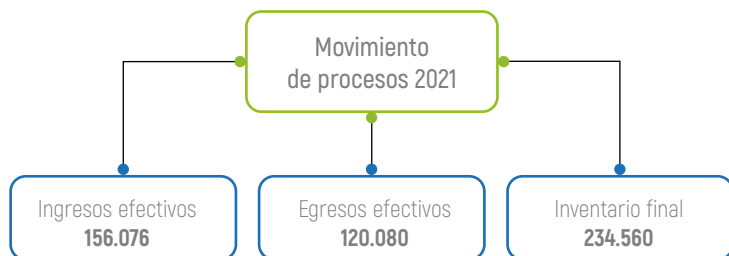 Movimiento
de procesos 2021
Ingresos efectivos
156.076
Egresos efectivos
120.080
Inventario final
234.560